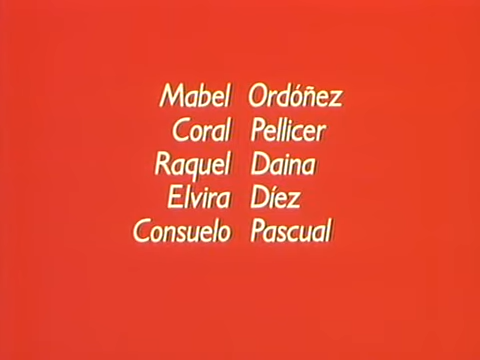 Mabel Ordóñez
Coral Pellicer
Raquel Daina
Elvira Díez
Consuelo Pascual